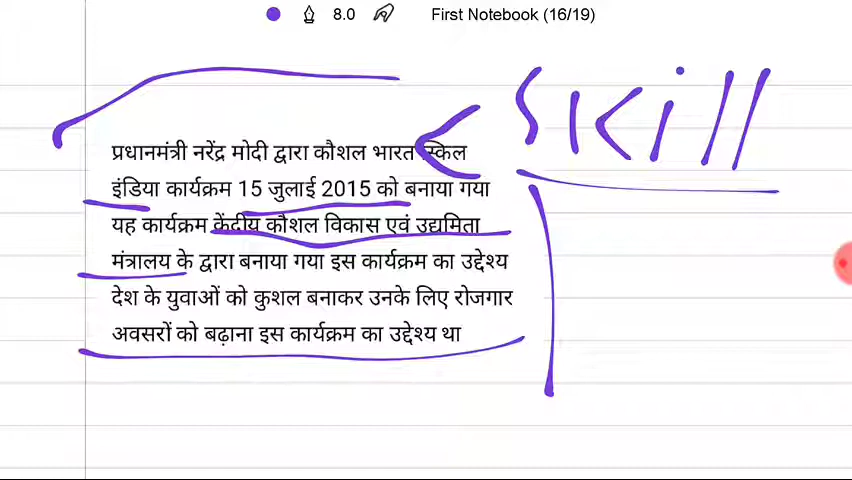 8.0 First Notebook (16/19)
skill
प्रधानमंत्री नरेंद्र मोदी द्वारा कौशल भारत स्किल
इंडिया कार्यक्रम 15 जुलाई 2015 को बनाया गया
यह कार्यक्रम केंदीय कौशल विकास एवं उद्यमिता
मंत्रालय के द्वारा बनाया गया इस कार्यक्रम का उद्देश्य
देश के युवाओं को कुशल बनाकर उनके लिए रोजगार
अवसरों को बढ़ाना इस कार्यक्रम का उद्देश्य था